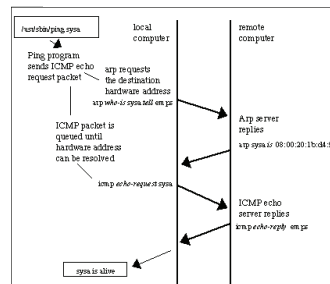 /usr/sbin/ping sysa
local
computer
remote
computer
Ping program
sends ICMP echo
request packet
arp requests
the destination
hardware address
arp who-is sysa tell emps
Arp server
replies
arp sysa is 08:00:20:1b:d4:
ICMP packet is
queued until
hardware address
can be resolved
icmp echo-request sysa
ICMP echo
server replies
icmp echo-reply emps
sysa is alive